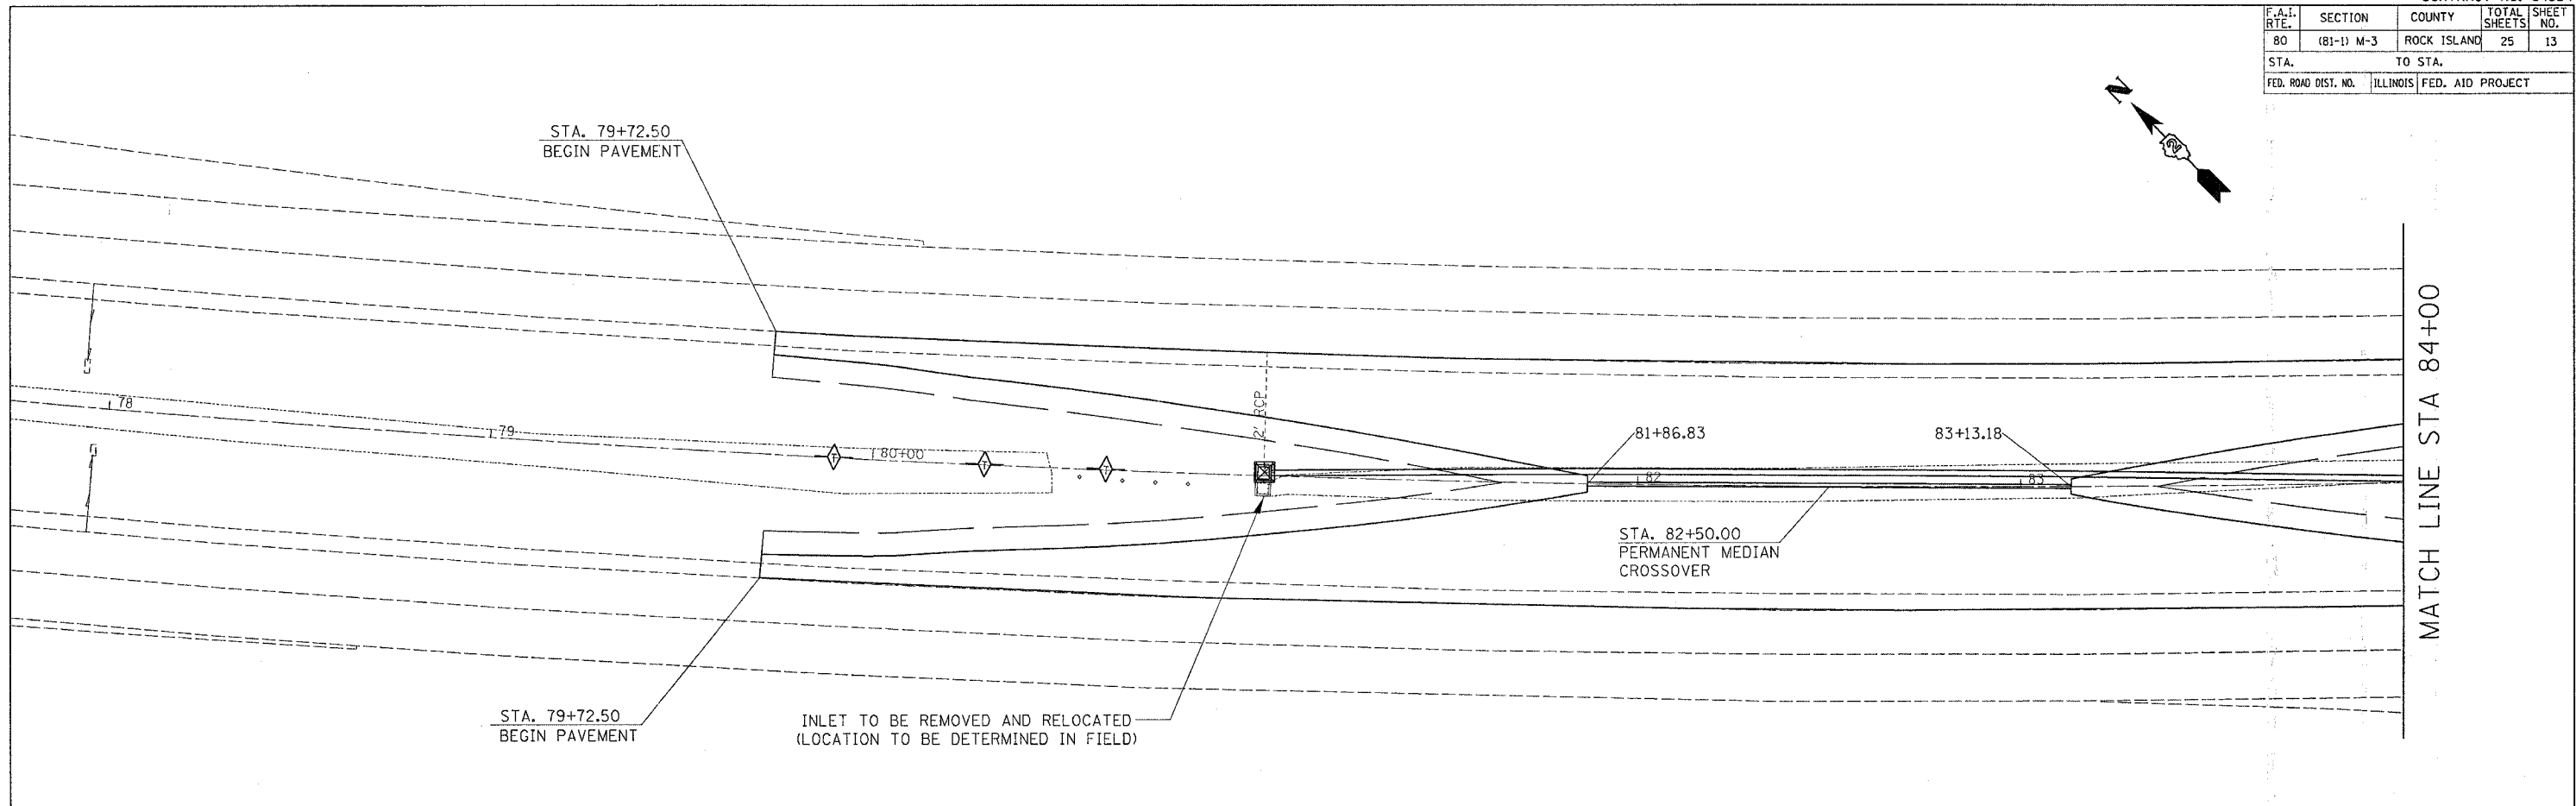 F.A.I. RTE. SECTION COUNTY TOTAL SHEETS SHEET NO.
80 (81-1) M-3 ROCK ISLAND 25 13
STA. TO STA.
FED. ROAD DIST. NO. ILLINOIS FED. AID PROJECT
N
STA. 79+72.50
BEGIN PAVEMENT
MATCH LINE STA 84+00
78
79
80+00
2' RCP
81+86.83
83+13.18
82
83
STA. 82+50.00
PERMANENT MEDIAN
CROSSOVER
STA. 79+72.50
BEGIN PAVEMENT
INLET TO BE REMOVED AND RELOCATED
(LOCATION TO BE DETERMINED IN FIELD)